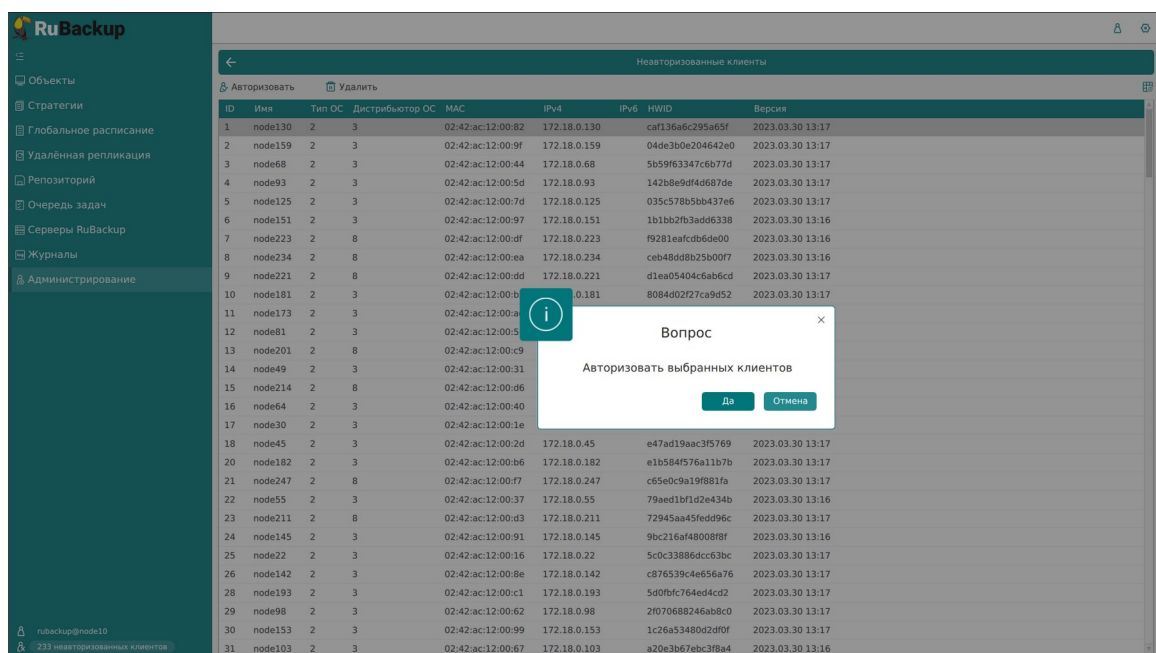 RuBackup
Объекты
Стратегии
Глобальное расписание
Удалённая репликация
Репозиторий
Очередь задач
Серверы RuBackup
Журналы
Администрирование
rubackup@node10
233 неавторизованных клиентов
Неавторизованные клиенты
Авторизовать Удалить
ID Имя Тип ОС Дистрибьютор ОС MAC IPv4 IPv6 HWID Версия
1 node130 2 3 02:42:ac:12:00:82 172.18.0.130 caf136a6c295a65f 2023.03.30 13:17
2 node159 2 3 02:42:ac:12:00:9f 172.18.0.159 04de3b0e204642e0 2023.03.30 13:17
3 node68 2 3 02:42:ac:12:00:44 172.18.0.68 5b59f63347c6b77d 2023.03.30 13:17
4 node93 2 3 02:42:ac:12:00:5d 172.18.0.93 142b8e9df4d687de 2023.03.30 13:17
5 node125 2 3 02:42:ac:12:00:7d 172.18.0.125 035c578b5bb437e6 2023.03.30 13:17
6 node151 2 3 02:42:ac:12:00:97 172.18.0.151 1b1bb2fb3add6338 2023.03.30 13:16
7 node223 2 8 02:42:ac:12:00:df 172.18.0.223 f9281eafcdb6de00 2023.03.30 13:16
8 node234 2 8 02:42:ac:12:00:ea 172.18.0.234 ceb48dd8b25b00f7 2023.03.30 13:16
9 node221 2 8 02:42:ac:12:00:dd 172.18.0.221 d1ea05404c6ab6cd 2023.03.30 13:17
10 node181 2 3 02:42:ac:12:00:b .0.181 8084d02f27ca9d52 2023.03.30 13:17
11 node173 2 3 02:42:ac:12:00:a
12 node81 2 3 02:42:ac:12:00:5
13 node201 2 8 02:42:ac:12:00:c9
14 node49 2 3 02:42:ac:12:00:31
15 node214 2 8 02:42:ac:12:00:d6
16 node64 2 3 02:42:ac:12:00:40
17 node30 2 3 02:42:ac:12:00:1e
18 node45 2 3 02:42:ac:12:00:2d 172.18.0.45 e47ad19aac3f5769 2023.03.30 13:17
20 node182 2 3 02:42:ac:12:00:b6 172.18.0.182 e1b584f576a11b7b 2023.03.30 13:17
21 node247 2 8 02:42:ac:12:00:f7 172.18.0.247 c65e0c9a19f881fa 2023.03.30 13:17
22 node55 2 3 02:42:ac:12:00:37 172.18.0.55 79aed1bf1d2e434b 2023.03.30 13:16
23 node211 2 8 02:42:ac:12:00:d3 172.18.0.211 72945aa45fedd96c 2023.03.30 13:17
24 node145 2 3 02:42:ac:12:00:91 172.18.0.145 9bc216af48008f8f 2023.03.30 13:16
25 node22 2 3 02:42:ac:12:00:16 172.18.0.22 5c0c33886dcc63bc 2023.03.30 13:17
26 node142 2 3 02:42:ac:12:00:8e 172.18.0.142 c876539c4e656a76 2023.03.30 13:17
28 node193 2 3 02:42:ac:12:00:c1 172.18.0.193 5d0fbfc764ed4cd2 2023.03.30 13:17
29 node98 2 3 02:42:ac:12:00:62 172.18.0.98 2f070688246ab8c0 2023.03.30 13:17
30 node153 2 3 02:42:ac:12:00:99 172.18.0.153 1c26a53480d2df0f 2023.03.30 13:17
31 node103 2 3 02:42:ac:12:00:67 172.18.0.103 a20e3b67ebc3f8a4 2023.03.30 13:17
Вопрос
Авторизовать выбранных клиентов
Да Отмена